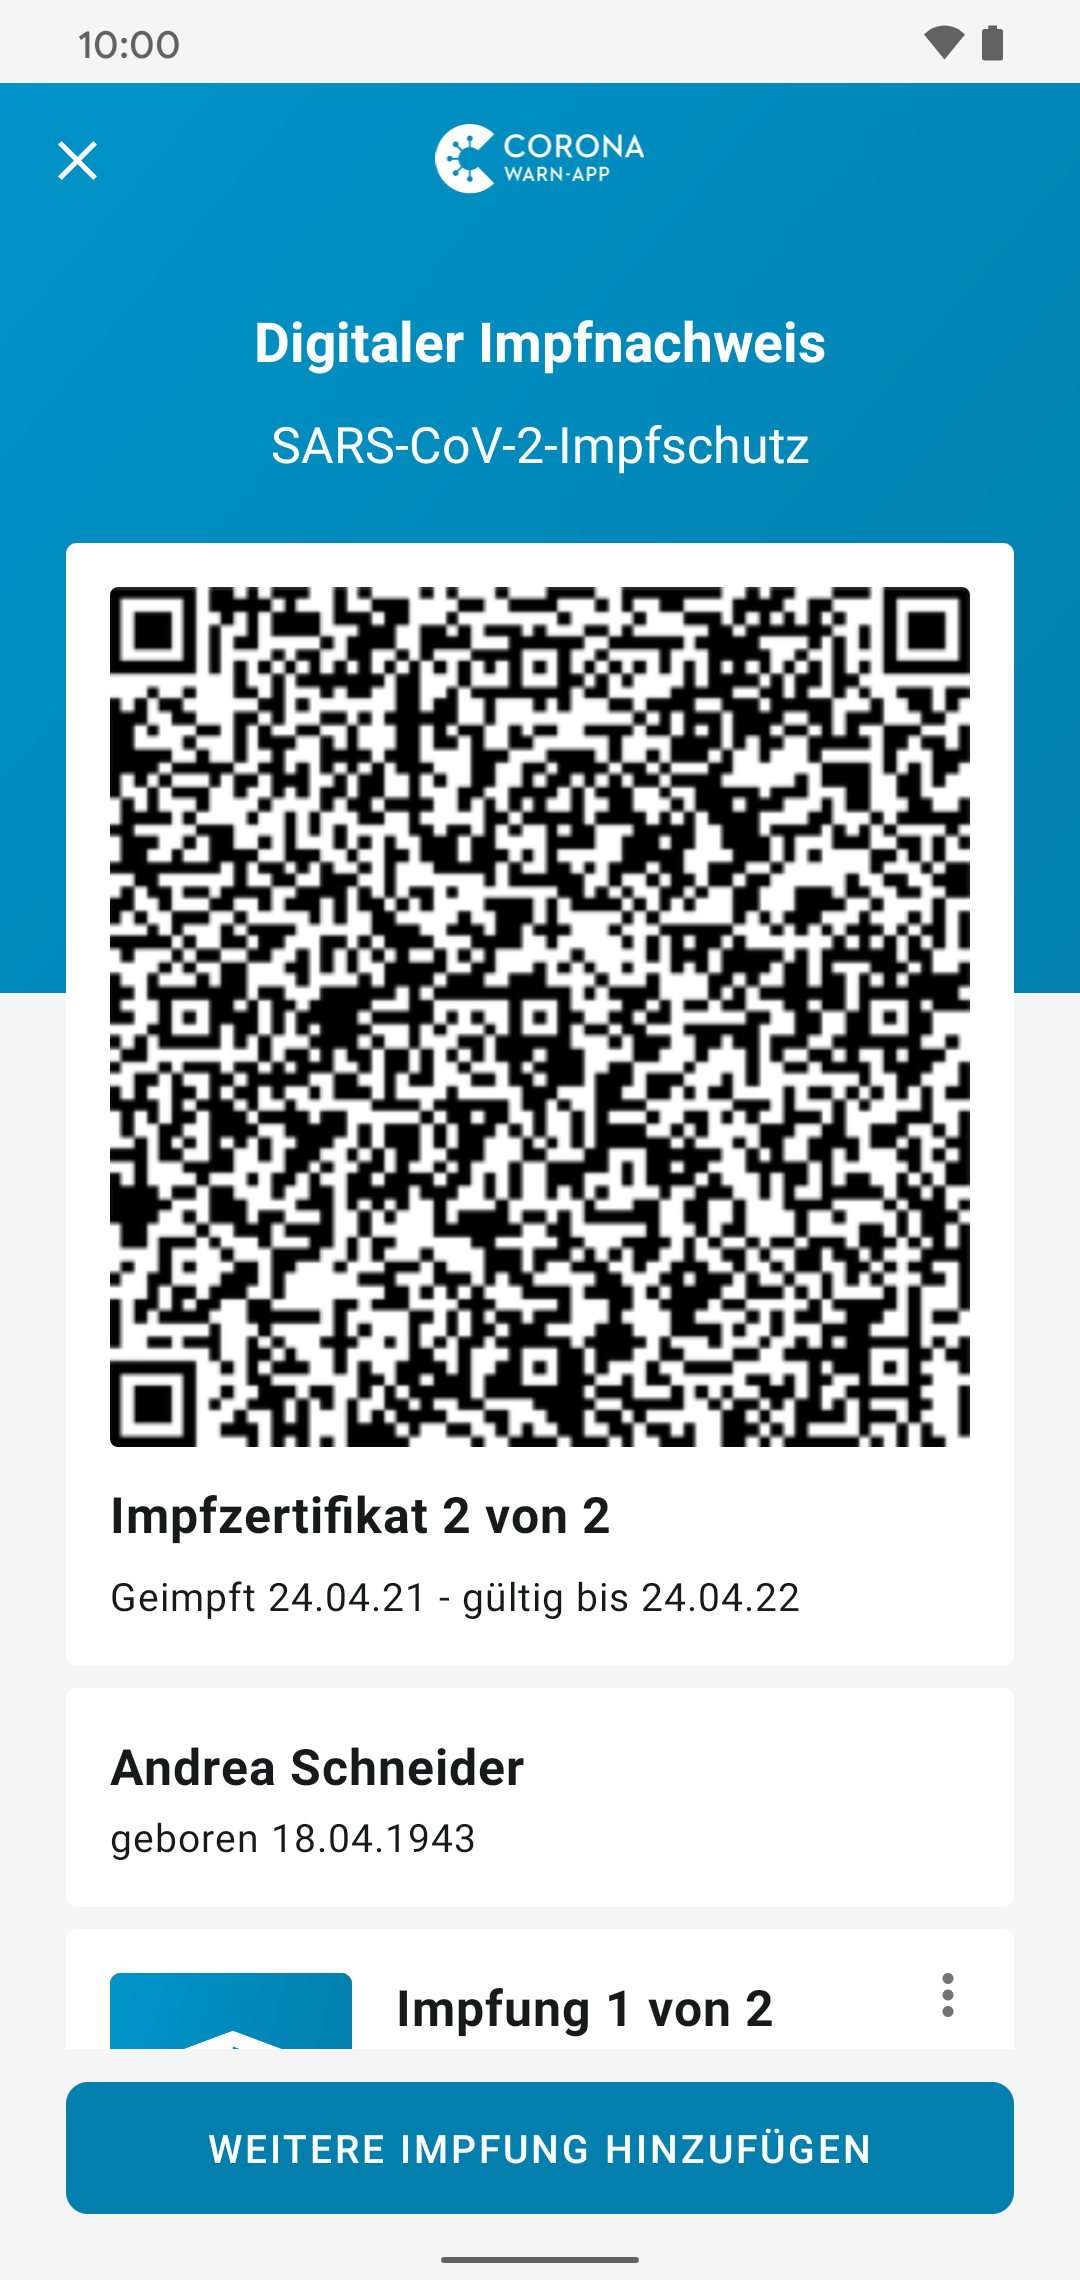 10:00
CORONA
WARN-APP
Digitaler Impfnachweis
SARS-CoV-2-Impfschutz
Impfzertifikat 2 von 2
Geimpft 24.04.21 - gültig bis 24.04.22
Andrea Schneider
geboren 18.04.1943
Impfung 1 von 2
WEITERE IMPFUNG HINZUFÜGEN